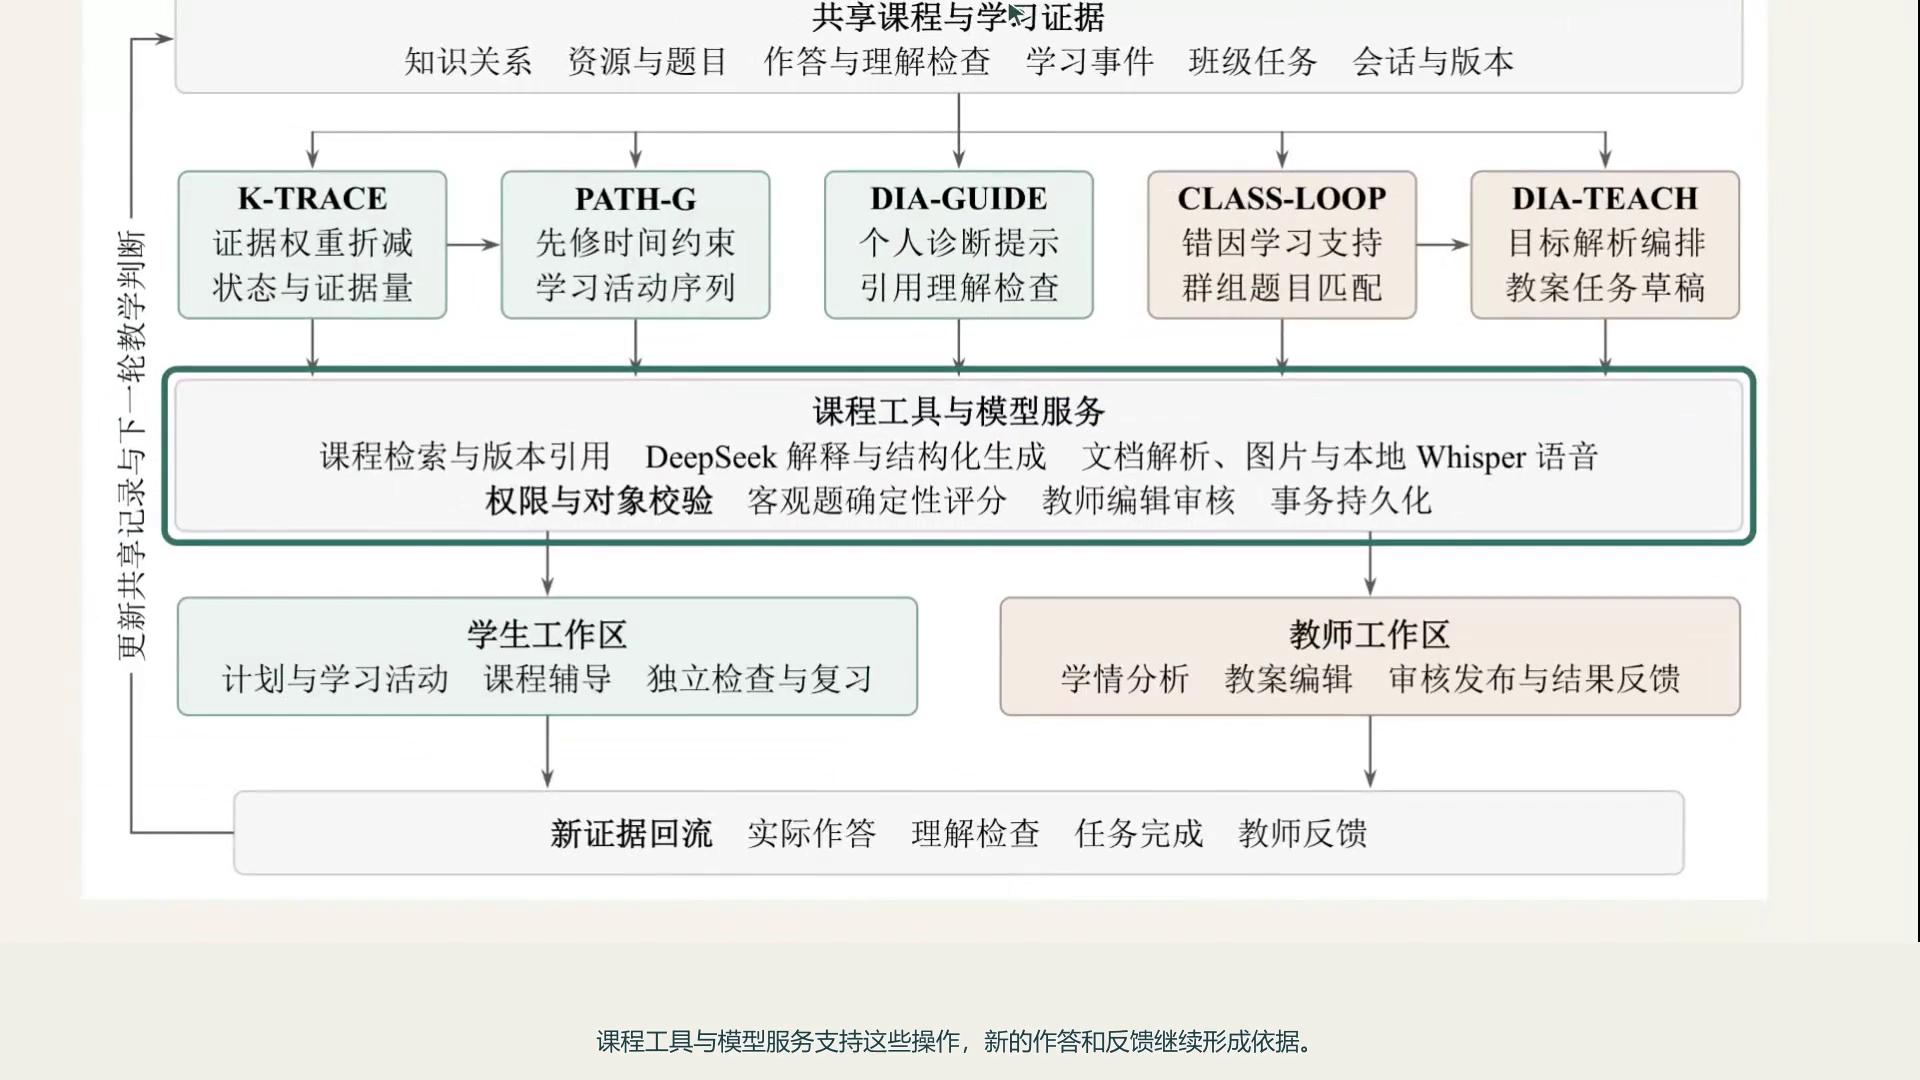 共享课程与学习证据
知识关系 资源与题目 作答与理解检查 学习事件 班级任务 会话与版本
K-TRACE
证据权重折减
状态与证据量
PATH-G
先修时间约束
学习活动序列
DIA-GUIDE
个人诊断提示
引用理解检查
CLASS-LOOP
错因学习支持
群组题目匹配
DIA-TEACH
目标解析编排
教案任务草稿
更新共享记录与下一轮教学判断
课程工具与模型服务
课程检索与版本引用 DeepSeek 解释与结构化生成 文档解析、图片与本地 Whisper 语音
权限与对象校验 客观题确定性评分 教师编辑审核 事务持久化
学生工作区
计划与学习活动 课程辅导 独立检查与复习
教师工作区
学情分析 教案编辑 审核发布与结果反馈
新证据回流 实际作答 理解检查 任务完成 教师反馈
课程工具与模型服务支持这些操作，新的作答和反馈继续形成依据。